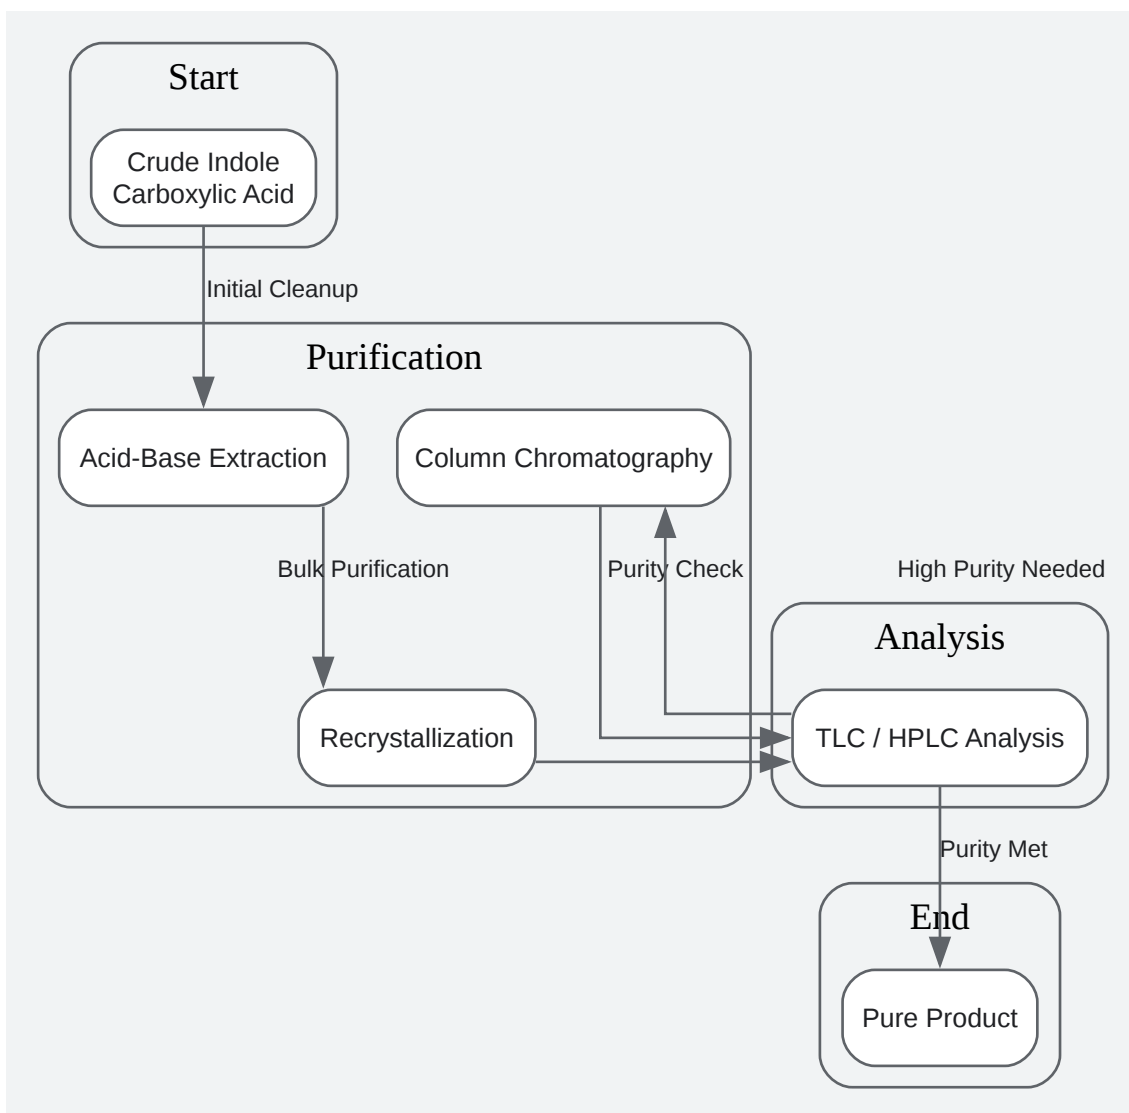 Start
Crude Indole
Carboxylic Acid
Initial Cleanup
Purification
Acid-Base Extraction
Column Chromatography
Bulk Purification
Purity Check
High Purity Needed
Analysis
Recrystallization
TLC / HPLC Analysis
Purity Met
End
Pure Product